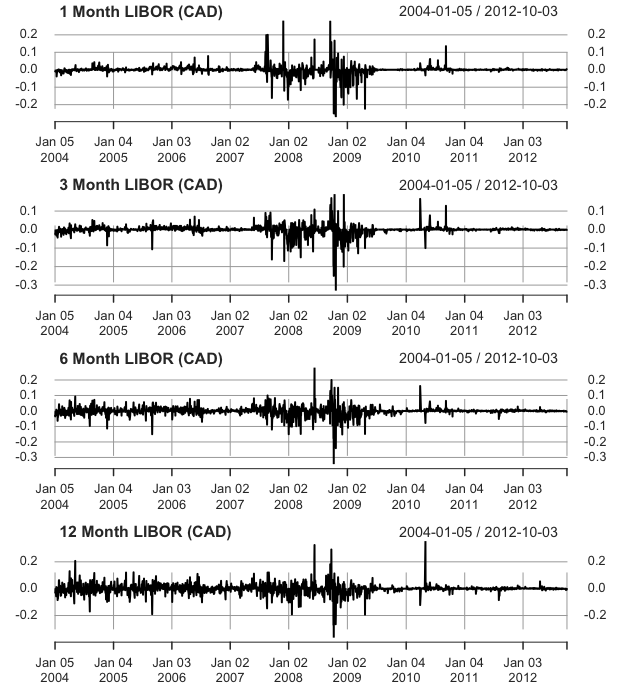 1 Month LIBOR (CAD) 2004-01-05 / 2012-10-03
0.2 0.2
0.1 0.1
0.0 0.0
-0.1 -0.1
-0.2 -0.2
Jan 05 Jan 04 Jan 03 Jan 02 Jan 02 Jan 02 Jan 04 Jan 04 Jan 03
2004 2005 2006 2007 2008 2009 2010 2011 2012
3 Month LIBOR (CAD) 2004-01-05 / 2012-10-03
0.1 0.1
0.0 0.0
-0.1 -0.1
-0.2 -0.2
-0.3 -0.3
Jan 05 Jan 04 Jan 03 Jan 02 Jan 02 Jan 02 Jan 04 Jan 04 Jan 03
2004 2005 2006 2007 2008 2009 2010 2011 2012
6 Month LIBOR (CAD) 2004-01-05 / 2012-10-03
0.2 0.2
0.1 0.1
0.0 0.0
-0.1 -0.1
-0.2 -0.2
-0.3 -0.3
Jan 05 Jan 04 Jan 03 Jan 02 Jan 02 Jan 02 Jan 04 Jan 04 Jan 03
2004 2005 2006 2007 2008 2009 2010 2011 2012
12 Month LIBOR (CAD) 2004-01-05 / 2012-10-03
0.2 0.2
0.0 0.0
-0.2 -0.2
Jan 05 Jan 04 Jan 03 Jan 02 Jan 02 Jan 02 Jan 04 Jan 04 Jan 03
2004 2005 2006 2007 2008 2009 2010 2011 2012